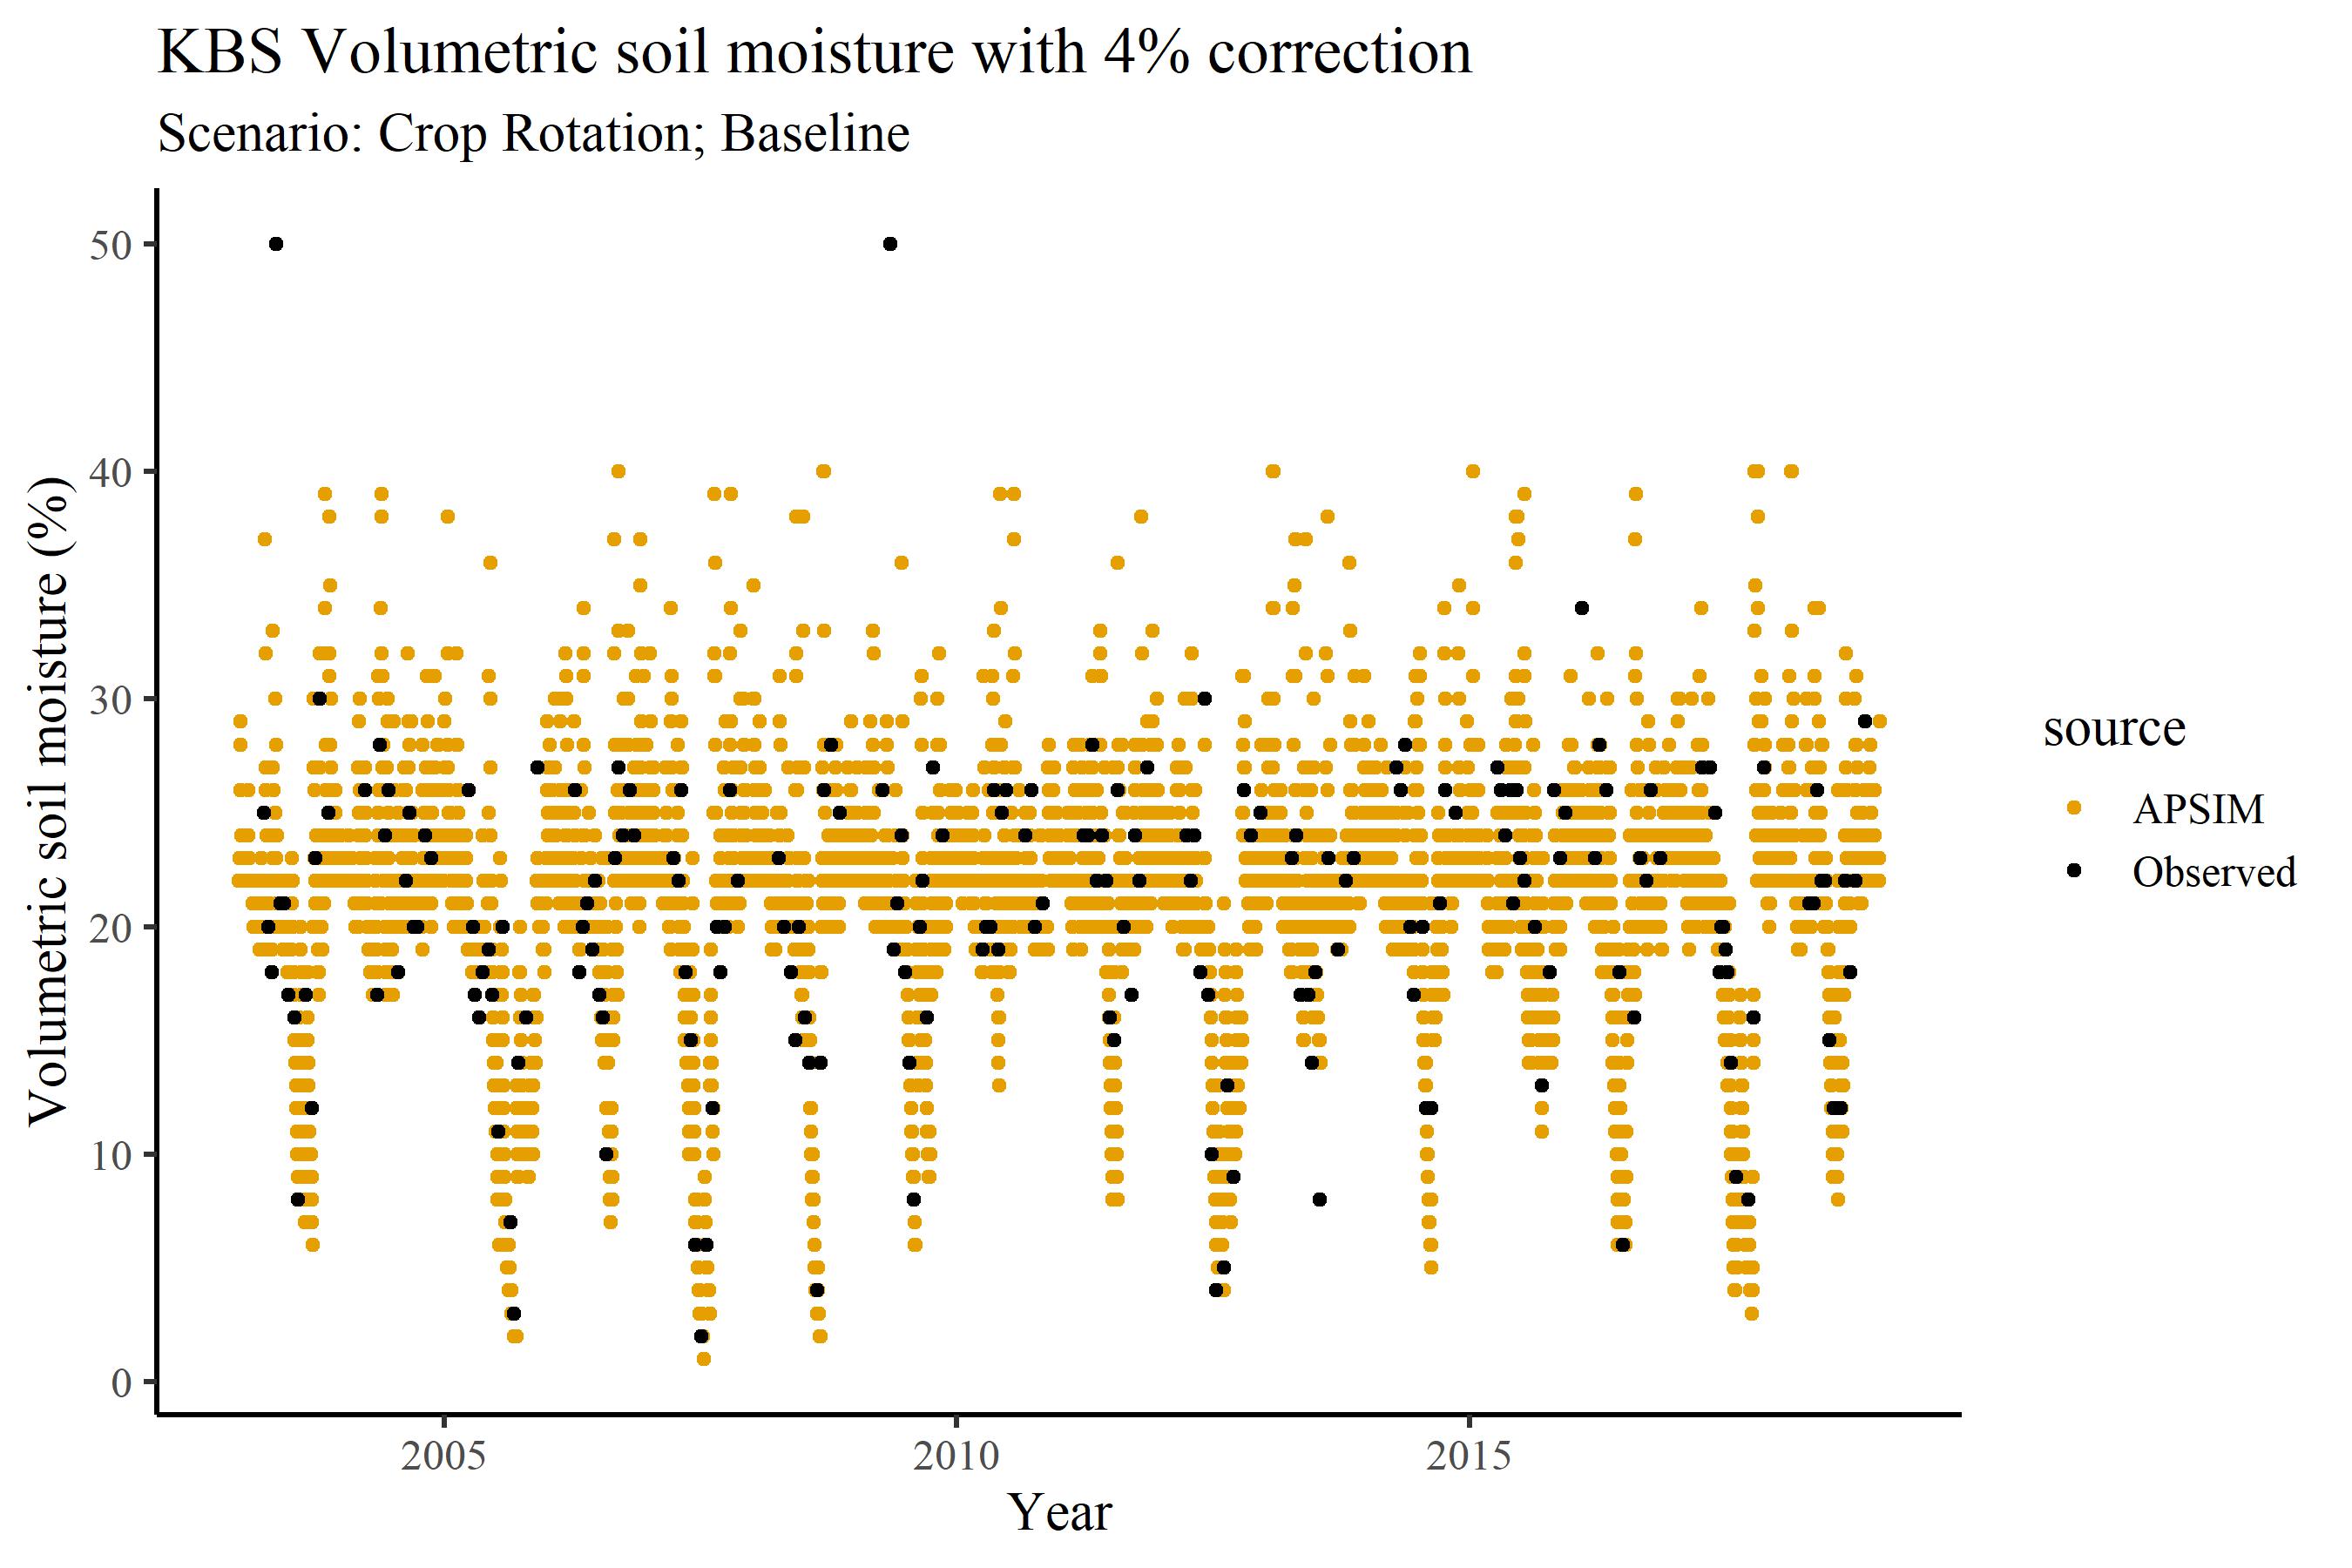 KBS Volumetric soil moisture with 4% correction
Scenario: Crop Rotation; Baseline
Volumetric soil moisture (%)
50
40
30
20
10
0
2005 2010 2015
Year
source
APSIM
Observed